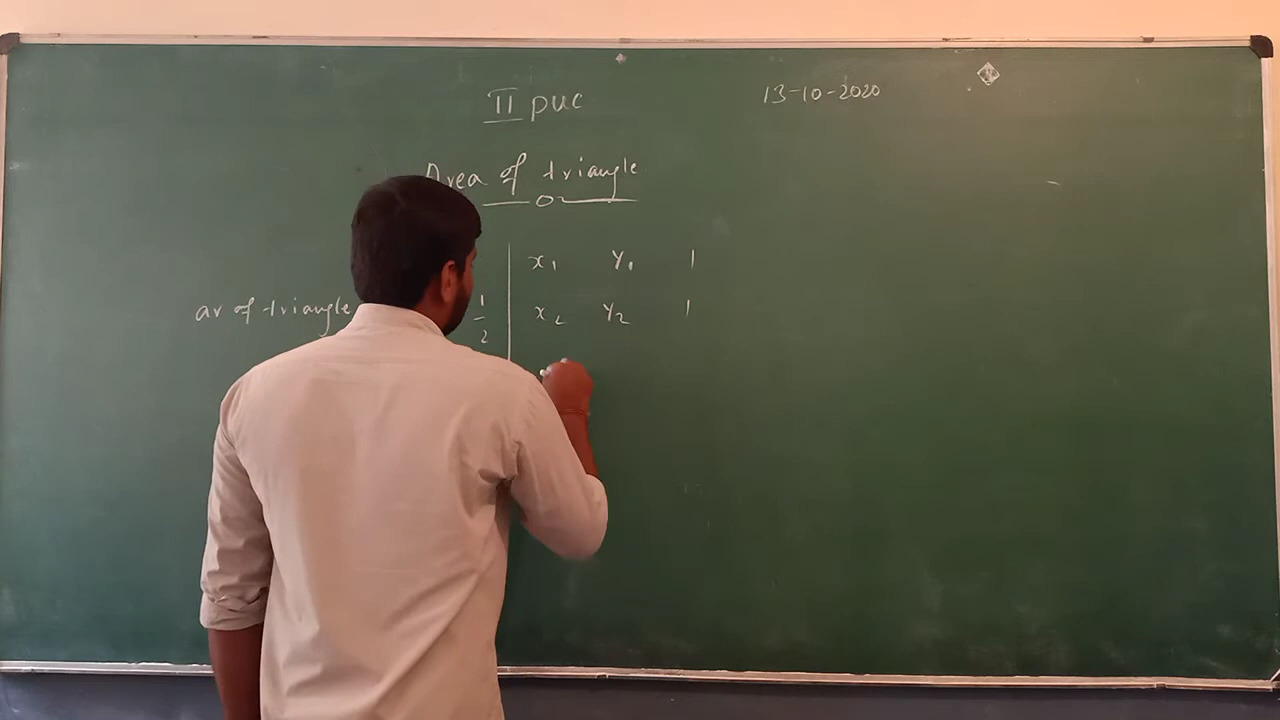 II PUC
13-10-2020
Area of triangle
x₁ y₁ 1
ar of triangle 1/2 x₂ y₂ 1